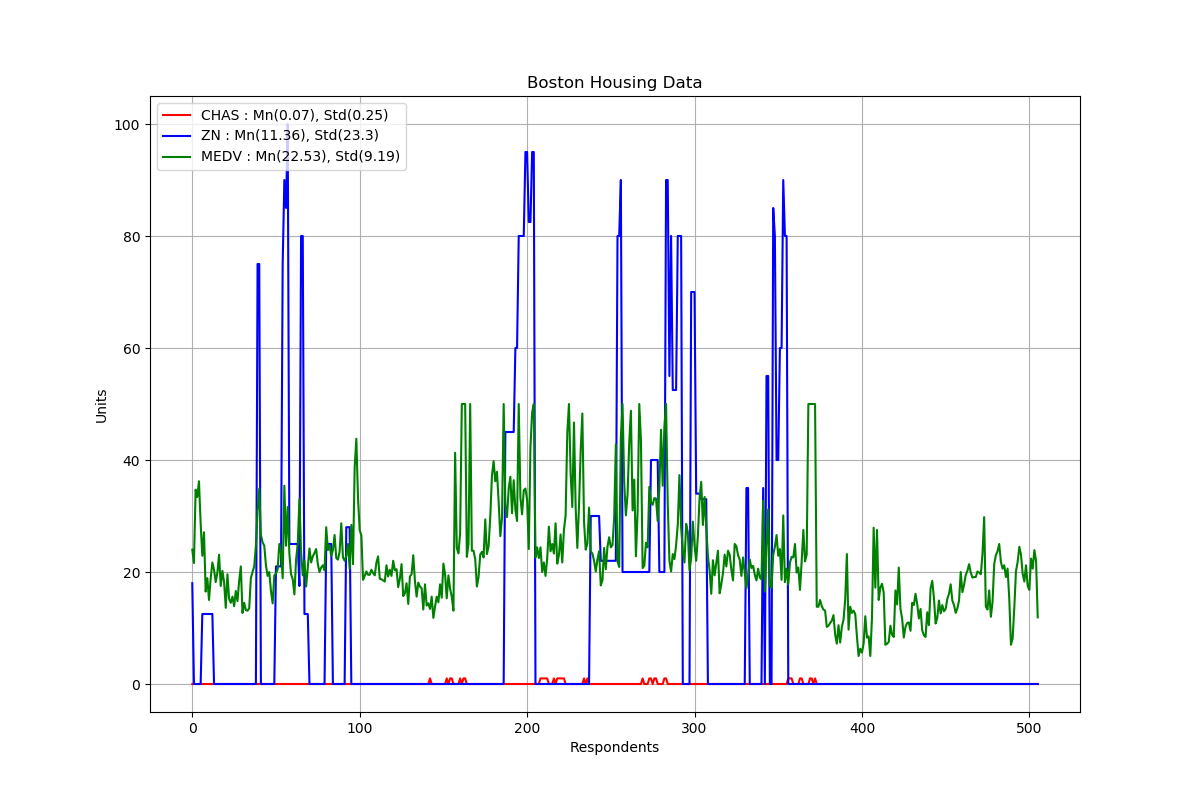 Boston Housing Data
CHAS : Mn(0.07), Std(0.25)
ZN : Mn(11.36), Std(23.3)
MEDV : Mn(22.53), Std(9.19)
100
80
60
40
20
0
Units
0 100 200 300 400 500
Respondents